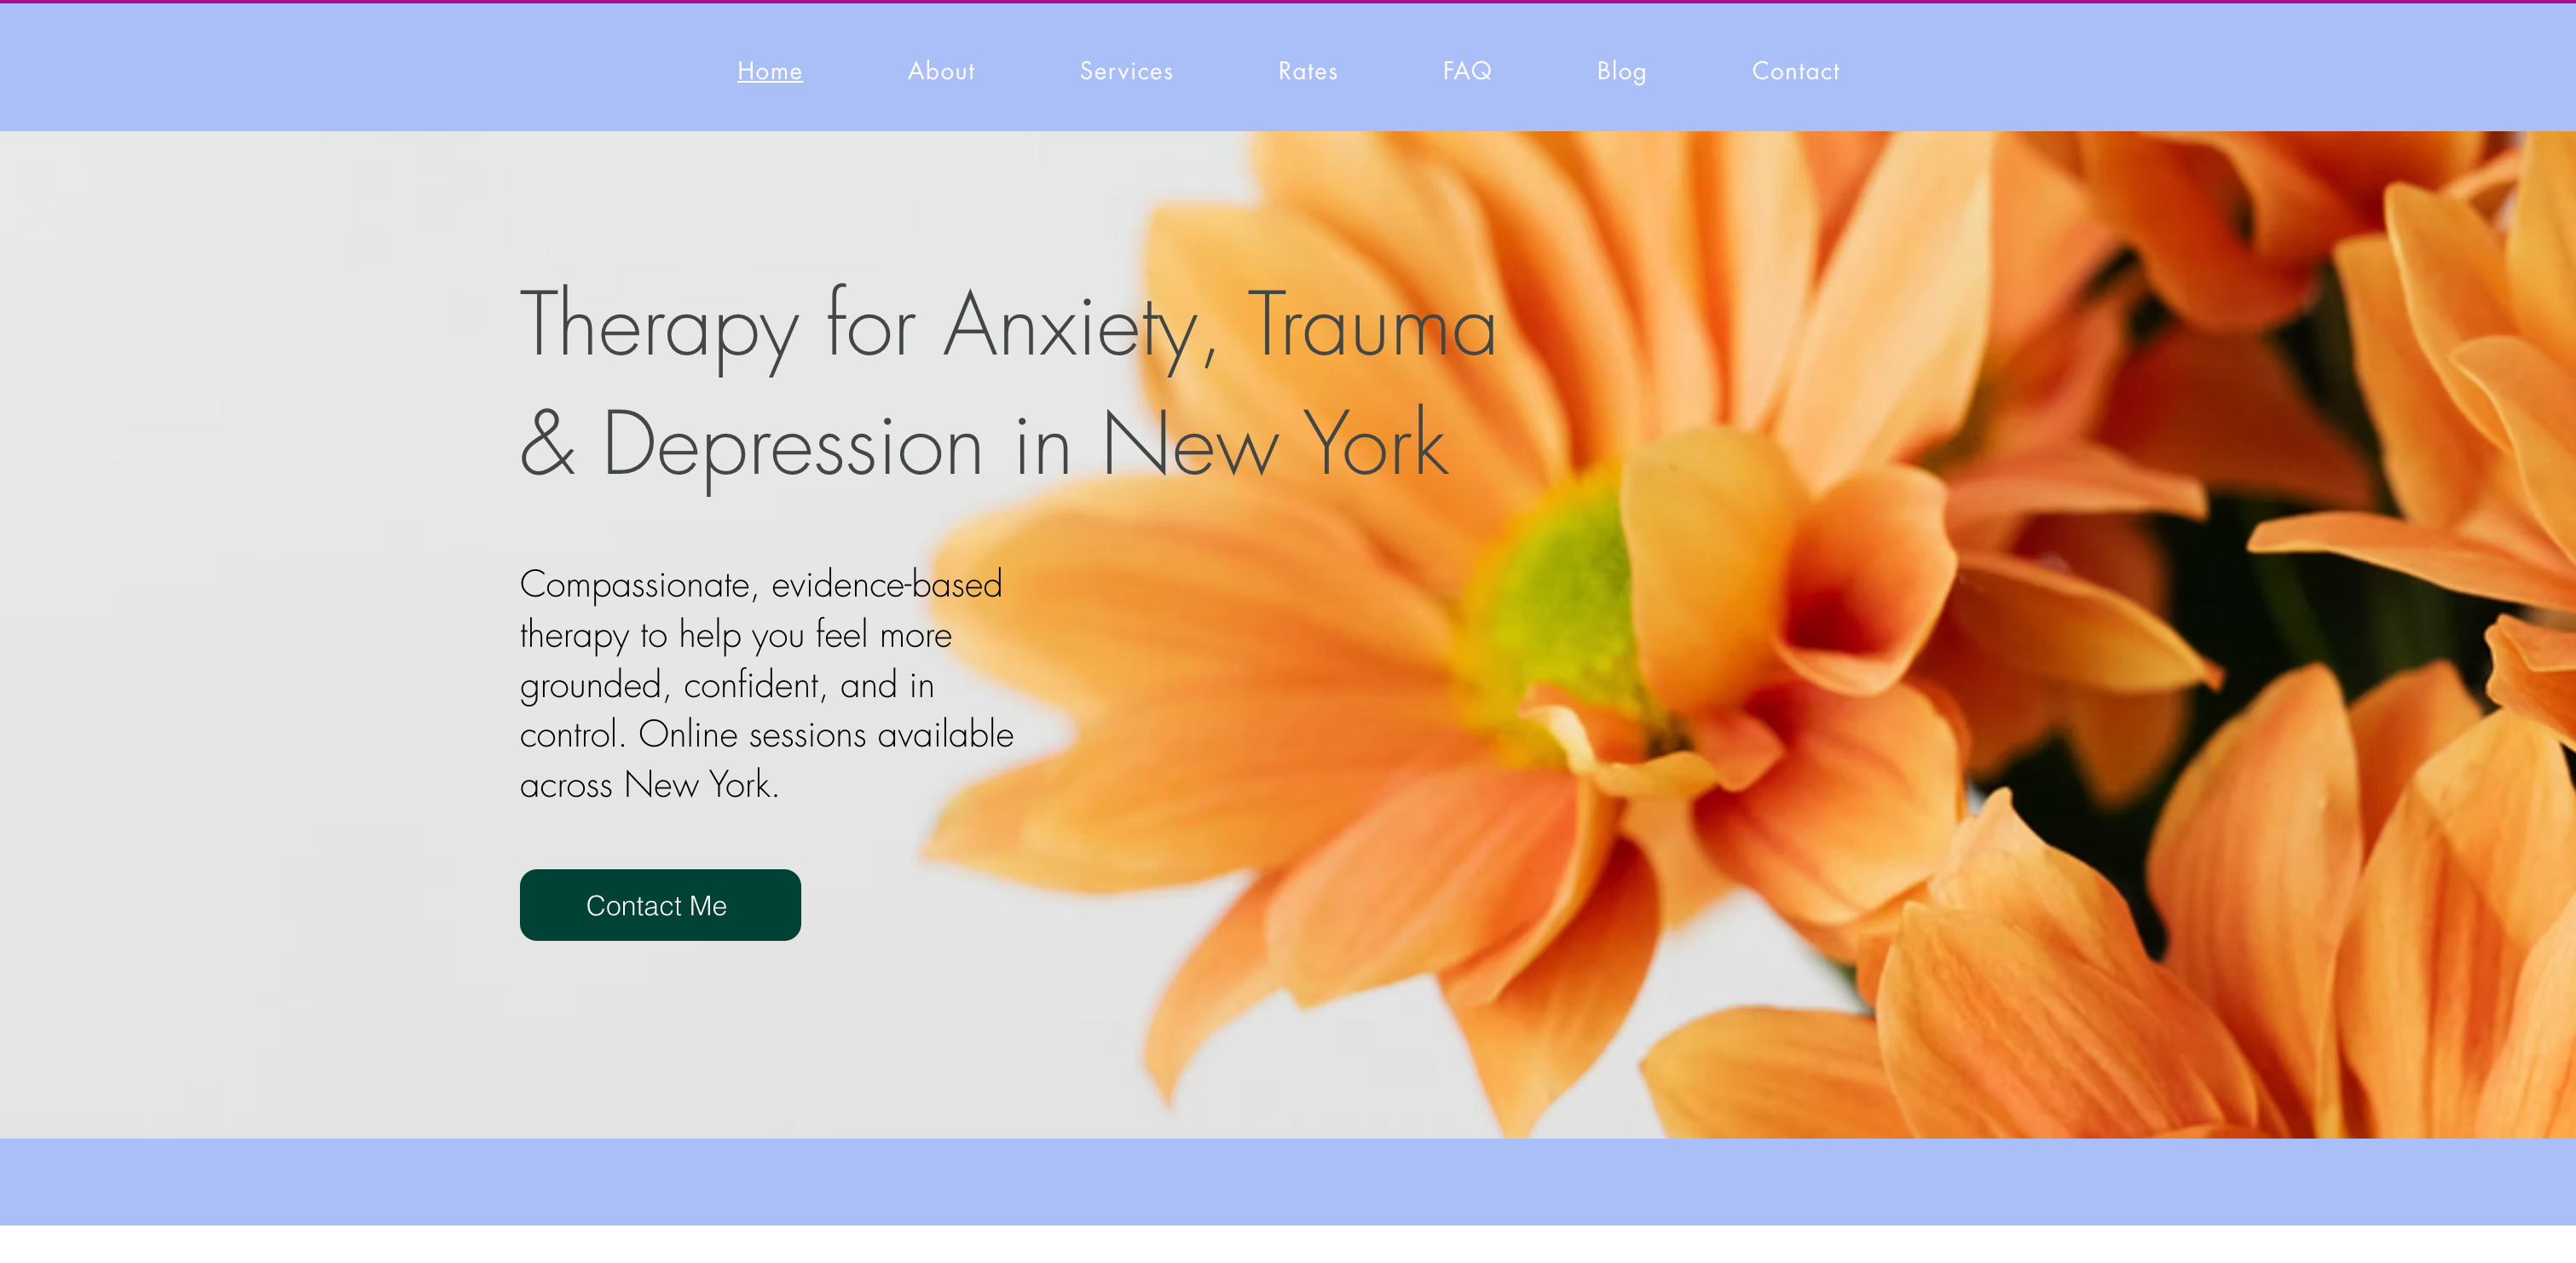 Home About Services Rates FAQ Blog Contact
Therapy for Anxiety, Trauma
& Depression in New York
Compassionate, evidence-based
therapy to help you feel more
grounded, confident, and in
control. Online sessions available
across New York.
Contact Me